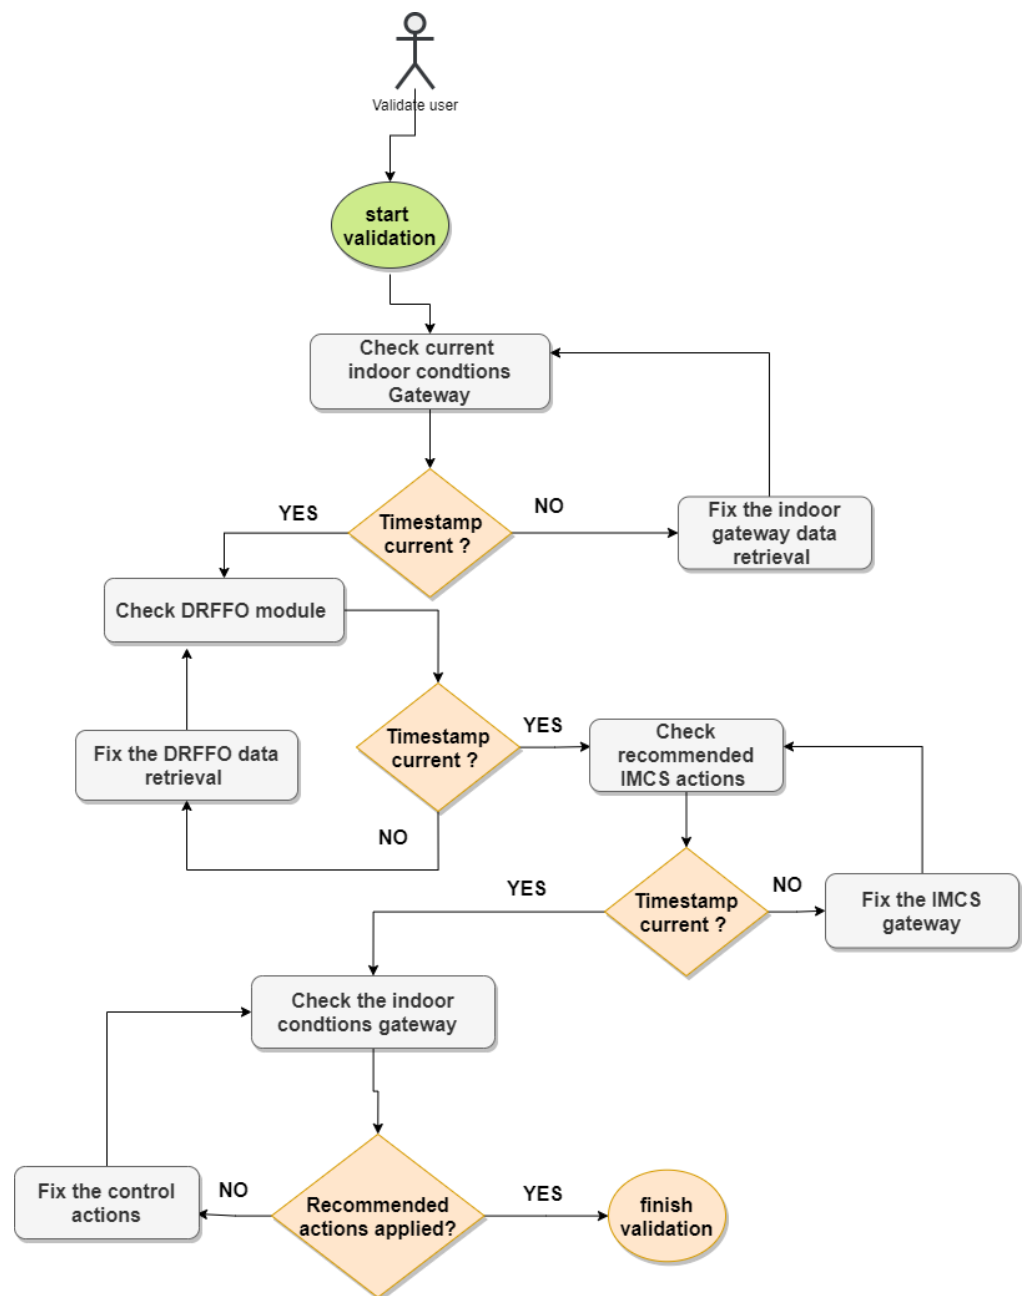 Validate user
start
validation
Check current
indoor condtions
Gateway
YES
Timestamp
current ?
NO
Fix the indoor
gateway data
retrieval
Check DRFFO module
Fix the DRFFO data
retrieval
Timestamp
current ?
YES
NO
Check
recommended
IMCS actions
YES
Timestamp
current ?
NO
Fix the IMCS
gateway
Check the indoor
condtions gateway
Fix the control
actions
NO
Recommended
actions applied?
YES
finish
validation